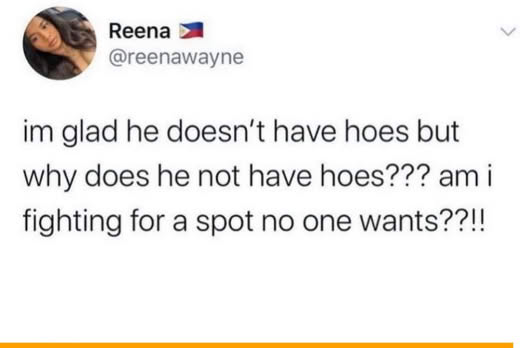 Reena 🇵🇭
@reenawayne
im glad he doesn't have hoes but
why does he not have hoes??? am i
fighting for a spot no one wants??!!